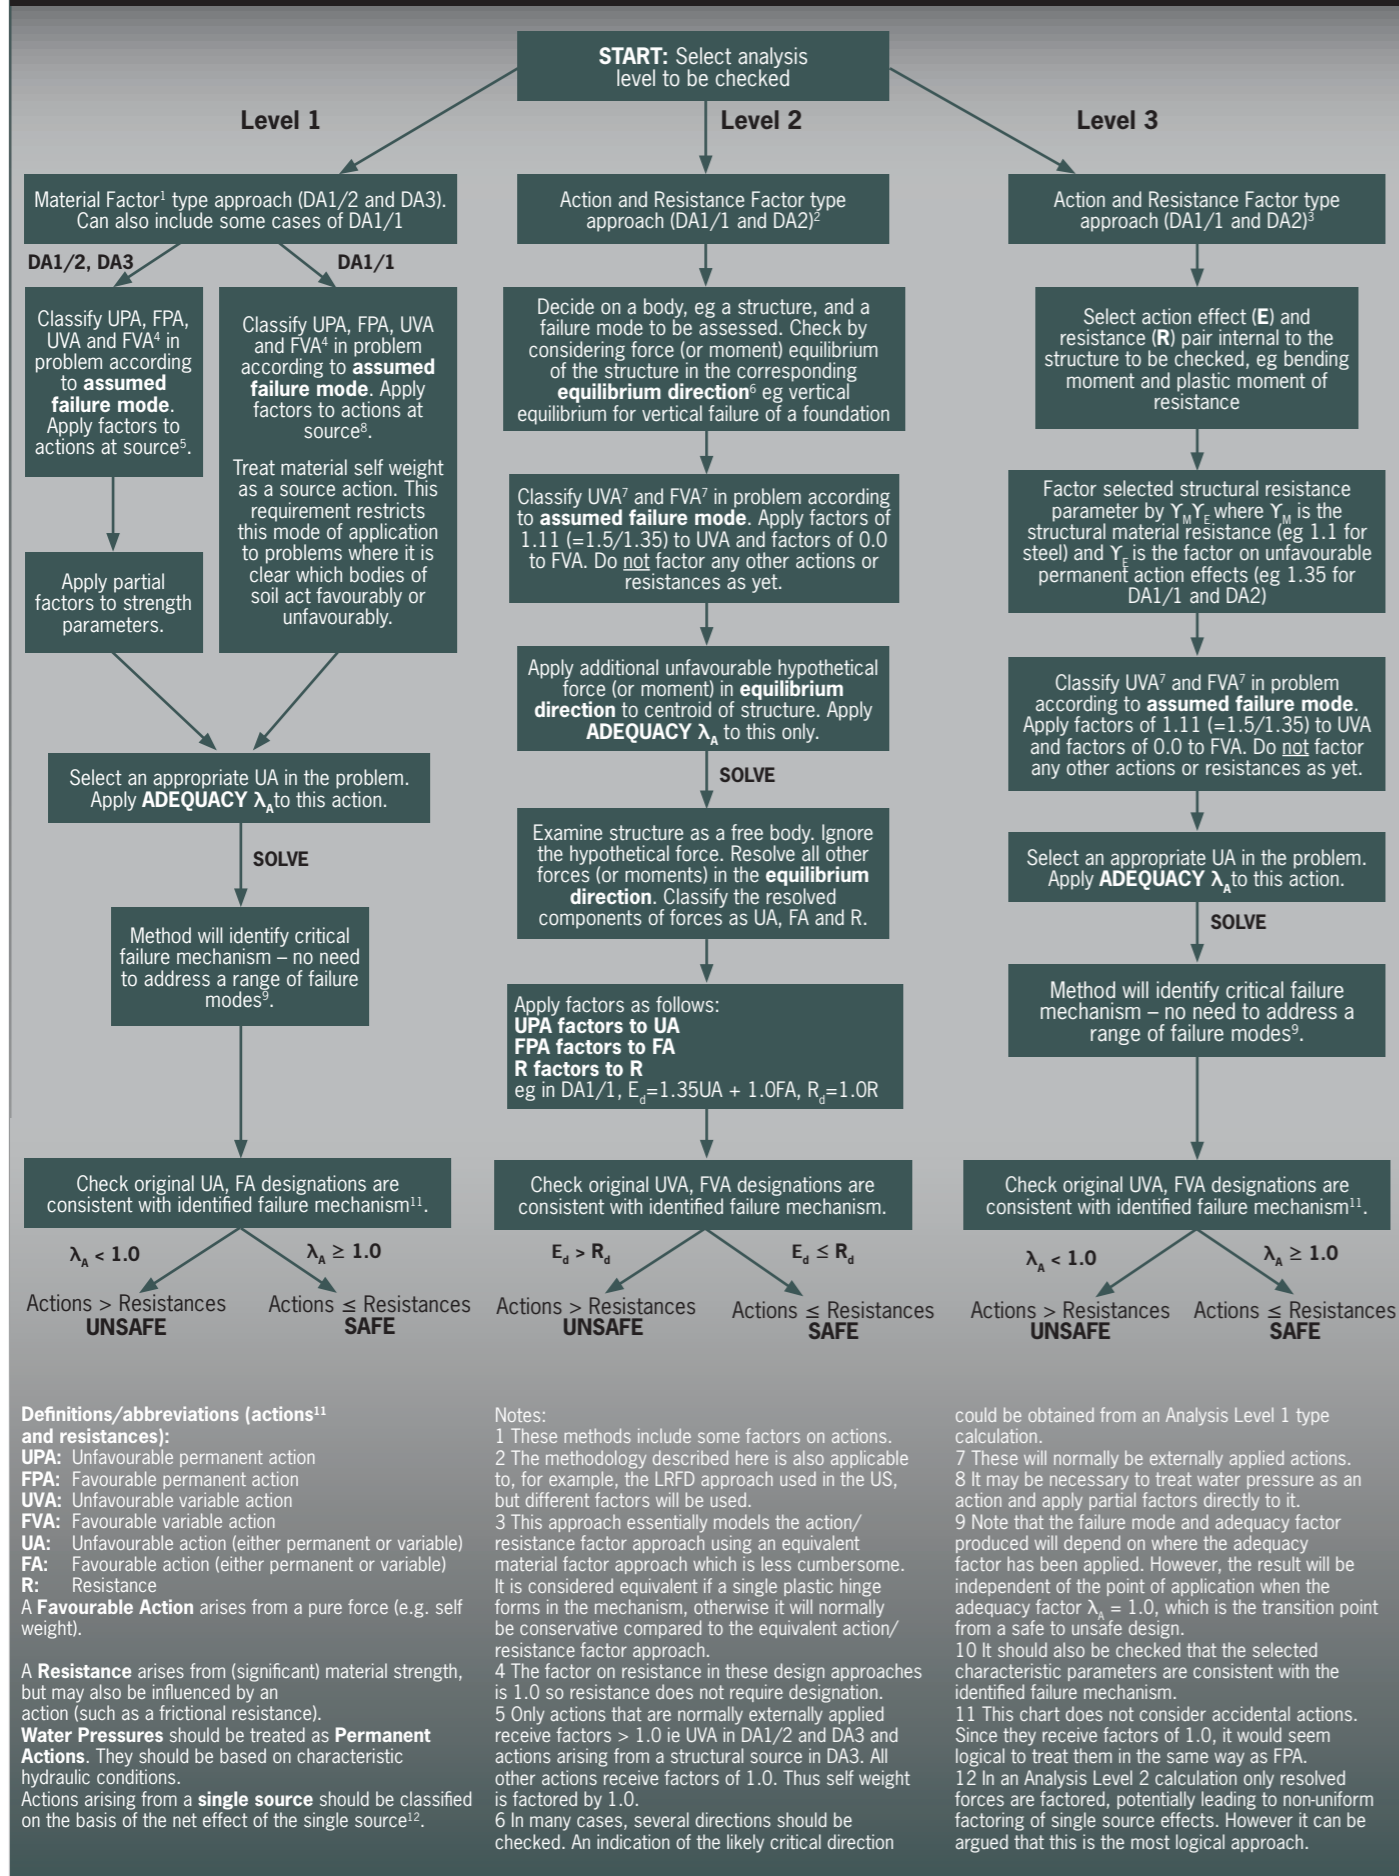 START: Select analysis
level to be checked
Level 1
Level 2
Level 3
Material Factor¹ type approach (DA1/2 and DA3).
Can also include some cases of DA1/1
DA1/2, DA3
DA1/1
Classify UPA, FPA,
UVA and FVA⁴ in
problem according
to assumed
failure mode.
Apply factors to
actions at source⁵.
Apply partial
factors to strength
parameters.
Classify UPA, FPA, UVA
and FVA⁴ in problem
according to assumed
failure mode. Apply
factors to actions at
source⁸.
Treat material self weight
as a source action. This
requirement restricts
this mode of application
to problems where it is
clear which bodies of
soil act favourably or
unfavourably.
Select an appropriate UA in the problem.
Apply ADEQUACY λA to this action.
SOLVE
Method will identify critical
failure mechanism – no need
to address a range of failure
modes⁹.
Check original UA, FA designations are
consistent with identified failure mechanism¹¹.
λA < 1.0
λA ≥ 1.0
Actions > Resistances
UNSAFE
Actions ≤ Resistances
SAFE
Action and Resistance Factor type
approach (DA1/1 and DA2)²
Decide on a body, eg a structure, and a
failure mode to be assessed. Check by
considering force (or moment) equilibrium
of the structure in the corresponding
equilibrium direction⁶ eg vertical
equilibrium for vertical failure of a foundation
Classify UVA⁷ and FVA⁷ in problem according
to assumed failure mode. Apply factors of
1.11 (=1.5/1.35) to UVA and factors of 0.0
to FVA. Do not factor any other actions or
resistances as yet.
Apply additional unfavourable hypothetical
force (or moment) in equilibrium
direction to centroid of structure. Apply
ADEQUACY λA to this only.
SOLVE
Examine structure as a free body. Ignore
the hypothetical force. Resolve all other
forces (or moments) in the equilibrium
direction. Classify the resolved
components of forces as UA, FA and R.
Apply factors as follows:
UPA factors to UA
FPA factors to FA
R factors to R
eg in DA1/1, Ed=1.35UA + 1.0FA, Rd=1.0R
Check original UVA, FVA designations are
consistent with identified failure mechanism.
Ed > Rd
Ed ≤ Rd
Actions > Resistances
UNSAFE
Actions ≤ Resistances
SAFE
Action and Resistance Factor type
approach (DA1/1 and DA2)³
Select action effect (E) and
resistance (R) pair internal to the
structure to be checked, eg bending
moment and plastic moment of
resistance
Factor selected structural resistance
parameter by ϒMϒE where ϒM is the
structural material resistance (eg 1.1 for
steel) and ϒE is the factor on unfavourable
permanent action effects (eg 1.35 for
DA1/1 and DA2)
Classify UVA⁷ and FVA⁷ in problem
according to assumed failure mode.
Apply factors of 1.11 (=1.5/1.35) to UVA
and factors of 0.0 to FVA. Do not factor
any other actions or resistances as yet.
Select an appropriate UA in the problem.
Apply ADEQUACY λA to this action.
SOLVE
Method will identify critical failure
mechanism – no need to address a
range of failure modes⁹.
Check original UVA, FVA designations are
consistent with identified failure mechanism¹¹.
λA < 1.0
λA ≥ 1.0
Actions > Resistances
UNSAFE
Actions ≤ Resistances
SAFE
Definitions/abbreviations (actions¹¹
and resistances):
UPA: Unfavourable permanent action
FPA: Favourable permanent action
UVA: Unfavourable variable action
FVA: Favourable variable action
UA: Unfavourable action (either permanent or variable)
FA: Favourable action (either permanent or variable)
R: Resistance
A Favourable Action arises from a pure force (e.g. self
weight).
A Resistance arises from (significant) material strength,
but may also be influenced by an
action (such as a frictional resistance).
Water Pressures should be treated as Permanent
Actions. They should be based on characteristic
hydraulic conditions.
Actions arising from a single source should be classified
on the basis of the net effect of the single source¹².
Notes:
1 These methods include some factors on actions.
2 The methodology described here is also applicable
to, for example, the LRFD approach used in the US,
but different factors will be used.
3 This approach essentially models the action/
resistance factor approach using an equivalent
material factor approach which is less cumbersome.
It is considered equivalent if a single plastic hinge
forms in the mechanism, otherwise it will normally
be conservative compared to the equivalent action/
resistance factor approach.
4 The factor on resistance in these design approaches
is 1.0 so resistance does not require designation.
5 Only actions that are normally externally applied
receive factors > 1.0 ie UVA in DA1/2 and DA3 and
actions arising from a structural source in DA3. All
other actions receive factors of 1.0. Thus self weight
is factored by 1.0.
6 In many cases, several directions should be
checked. An indication of the likely critical direction
could be obtained from an Analysis Level 1 type
calculation.
7 These will normally be externally applied actions.
8 It may be necessary to treat water pressure as an
action and apply partial factors directly to it.
9 Note that the failure mode and adequacy factor
produced will depend on where the adequacy
factor has been applied. However, the result will be
independent of the point of application when the
adequacy factor λA = 1.0, which is the transition point
from a safe to unsafe design.
10 It should also be checked that the selected
characteristic parameters are consistent with the
identified failure mechanism.
11 This chart does not consider accidental actions.
Since they receive factors of 1.0, it would seem
logical to treat them in the same way as FPA.
12 In an Analysis Level 2 calculation only resolved
forces are factored, potentially leading to non-uniform
factoring of single source effects. However it can be
argued that this is the most logical approach.